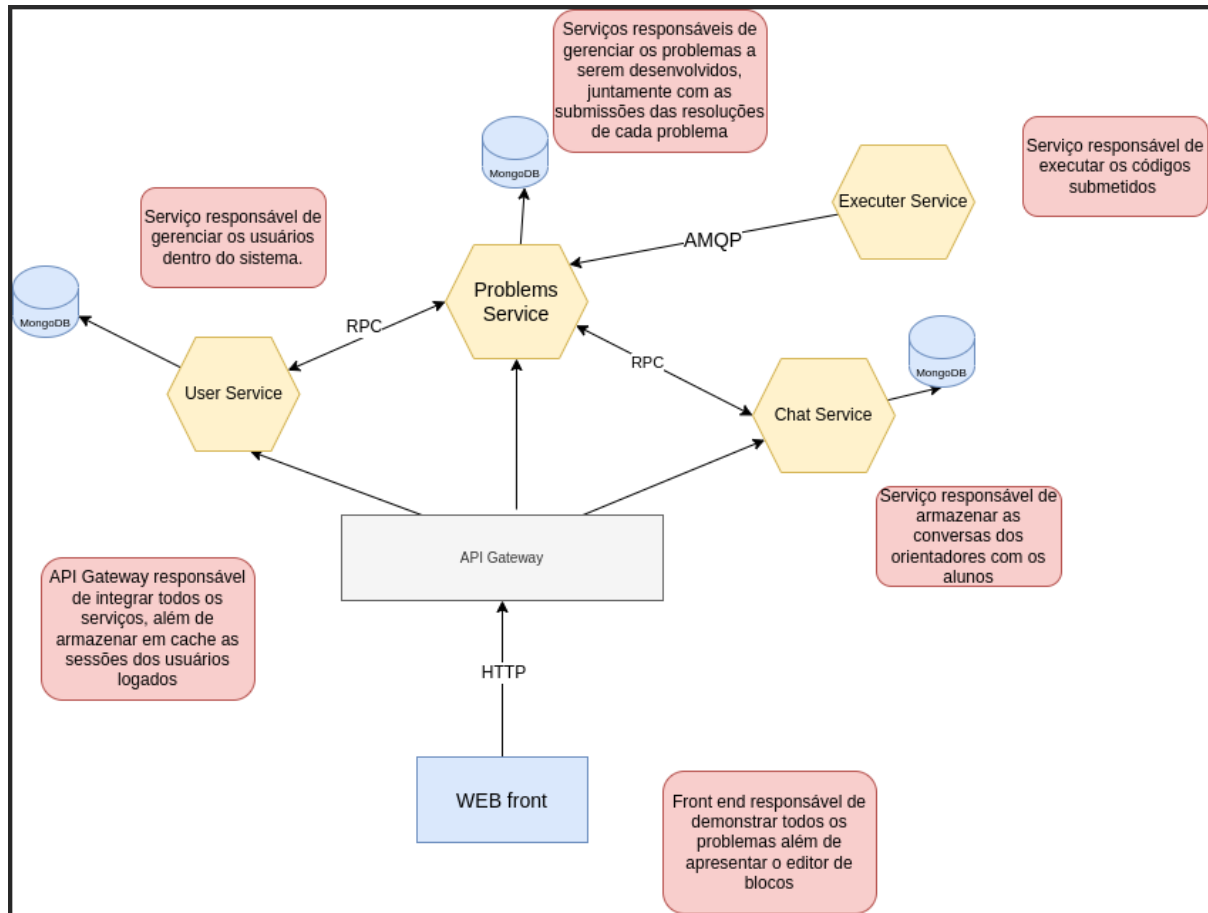 Serviços responsáveis de
gerenciar os problemas a
serem desenvolvidos,
juntamente com as
submissões das resoluções
de cada problema
MongoDB
Serviço responsável de
executar os códigos
submetidos
Executer Service
Serviço responsável de
gerenciar os usuários
dentro do sistema.
AMQP
Problems
Service
MongoDB
RPC
RPC
MongoDB
User Service
Chat Service
Serviço responsável de
armazenar as
conversas dos
orientadores com os
alunos
API Gateway
API Gateway responsável
de integrar todos os
serviços, além de
armazenar em cache as
sessões dos usuários
logados
HTTP
WEB front
Front end responsável de
demonstrar todos os
problemas além de
apresentar o editor de
blocos